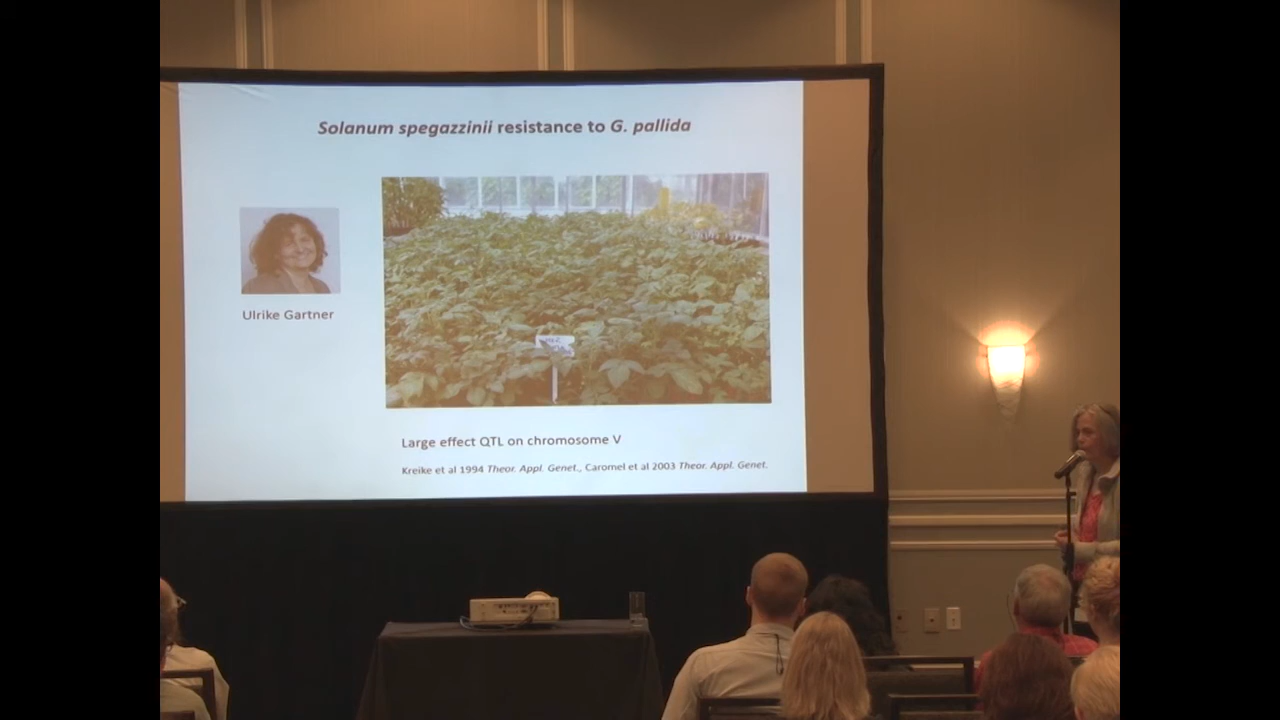 Solanum spegazzinii resistance to G. pallida
Ulrike Gartner
Large effect QTL on chromosome V
Kreike et al 1994 Theor. Appl. Genet., Caromel et al 2003 Theor. Appl. Genet.